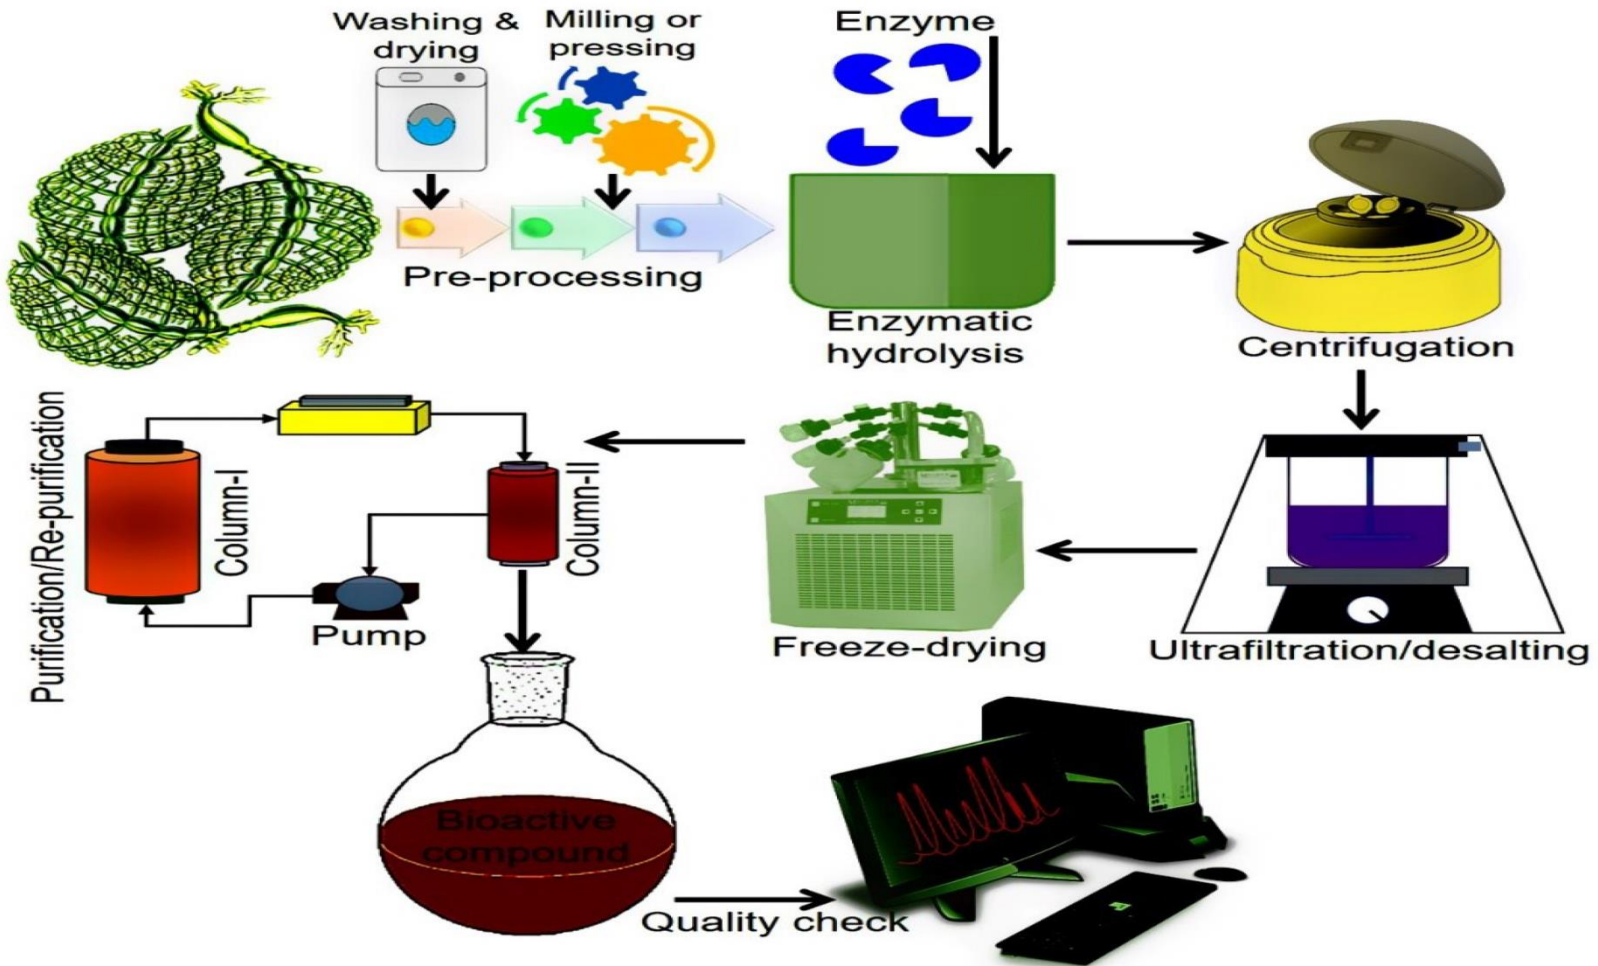 Washing &
drying
Milling or
pressing
Enzyme
Pre-processing
Enzymatic
hydrolysis
Centrifugation
Purification/Re-purification
Column-I
Column-II
Pump
Freeze-drying
Ultrafiltration/desalting
Bioactive
compound
Quality check